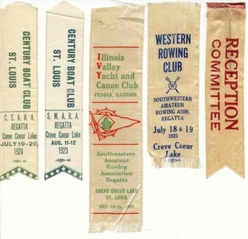 CENTURY BOAT CLUB
ST. LOUIS
C. S. A. R. A.
REGATTA
Creve Coeur Lake
JULY 19-20,
1924
CENTURY BOAT CLUB
ST. LOUIS
S. W. A. R. A.
REGATTA
Creve Coeur Lake
AUG. 11-12
1923
Illinois
Valley
Yacht and
Canoe Club
PEORIA, ILLINOIS
Southwestern
Amateur
Rowing
Association
Regatta
CREVE COEUR LAKE
ST. LOUIS
WESTERN
ROWING
CLUB
SOUTHWESTERN
AMATEUR
ROWING ASSN.
REGATTA
July 18 & 19
1925
Creve Coeur
Lake
RECEPTION
COMMITTEE